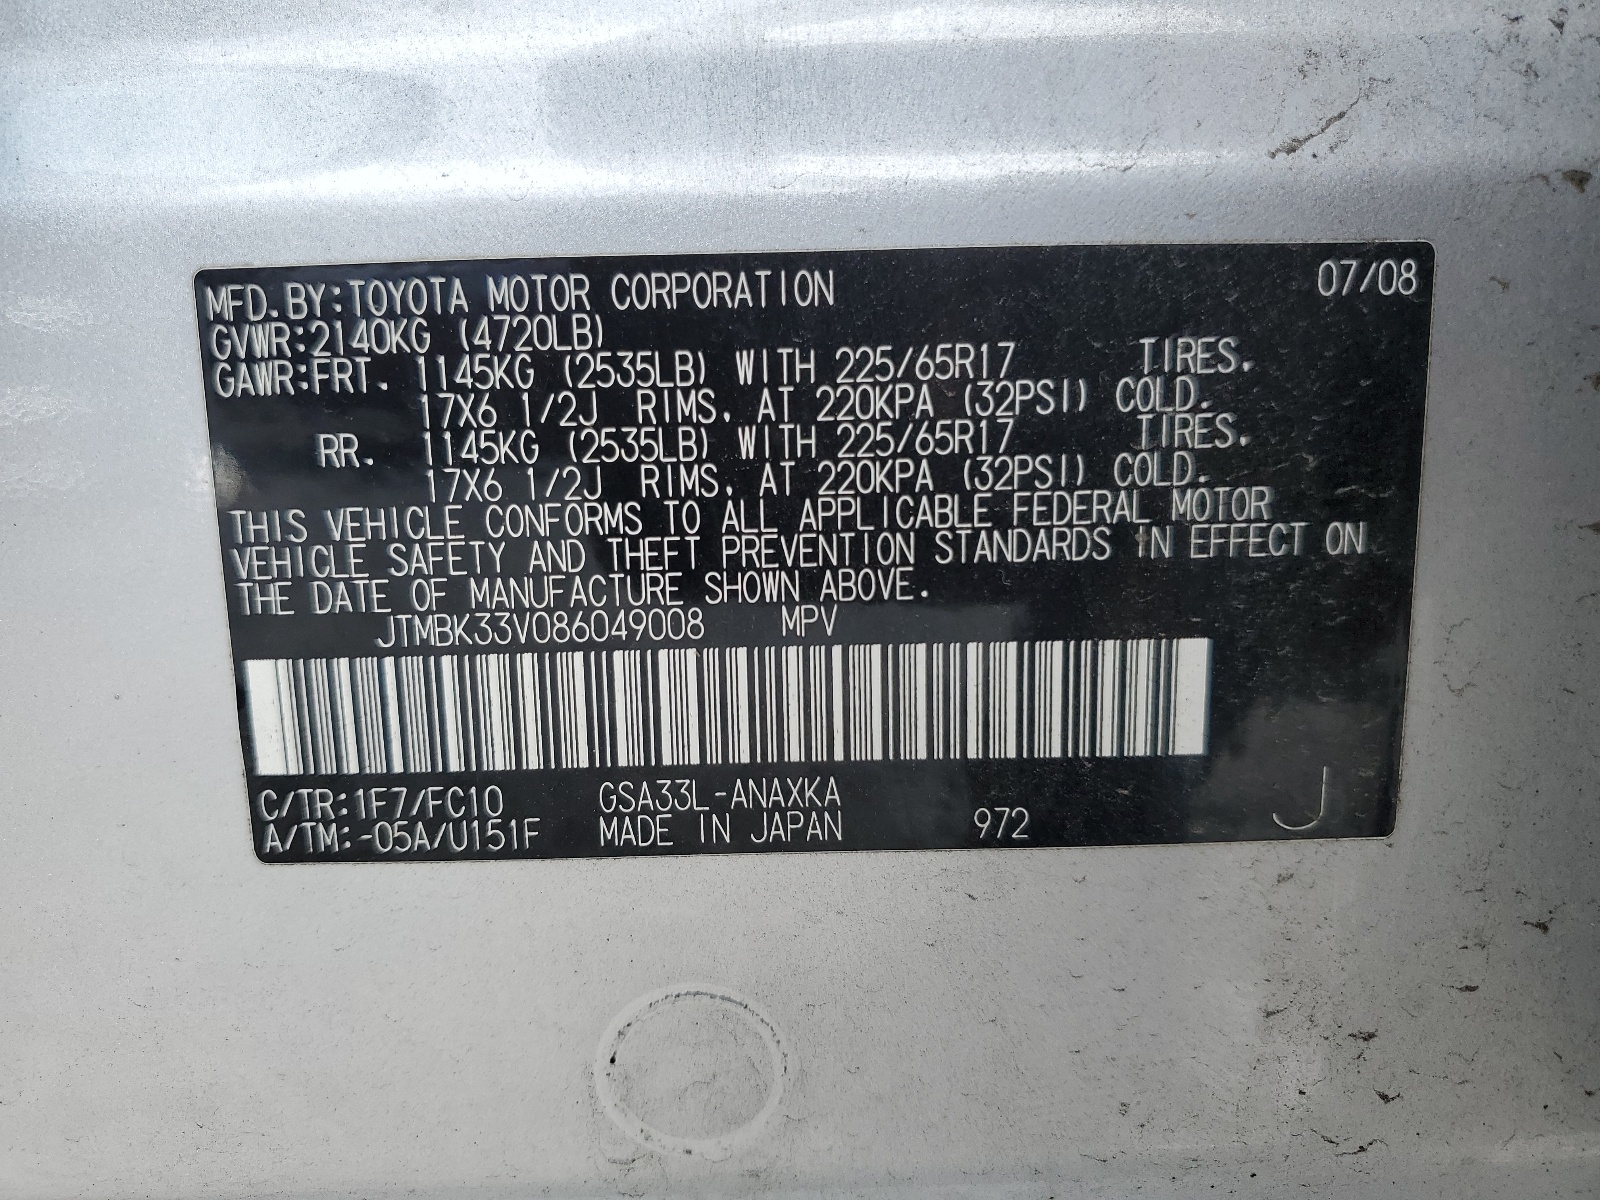 MFD.BY:TOYOTA MOTOR CORPORATION 07/08
GVWR:2140KG (4720LB)
GAWR:FRT. 1145KG (2535LB) WITH 225/65R17 TIRES.
17X6 1/2J RIMS, AT 220KPA (32PSI) COLD.
RR. 1145KG (2535LB) WITH 225/65R17 TIRES.
17X6 1/2J RIMS, AT 220KPA (32PSI) COLD.
THIS VEHICLE CONFORMS TO ALL APPLICABLE FEDERAL MOTOR
VEHICLE SAFETY AND THEFT PREVENTION STANDARDS IN EFFECT ON
THE DATE OF MANUFACTURE SHOWN ABOVE.
JTMBK33V086049008 MPV
C/TR:1F7/FC10 GSA33L-ANAXKA
A/TM:-05A/U151F MADE IN JAPAN 972 J